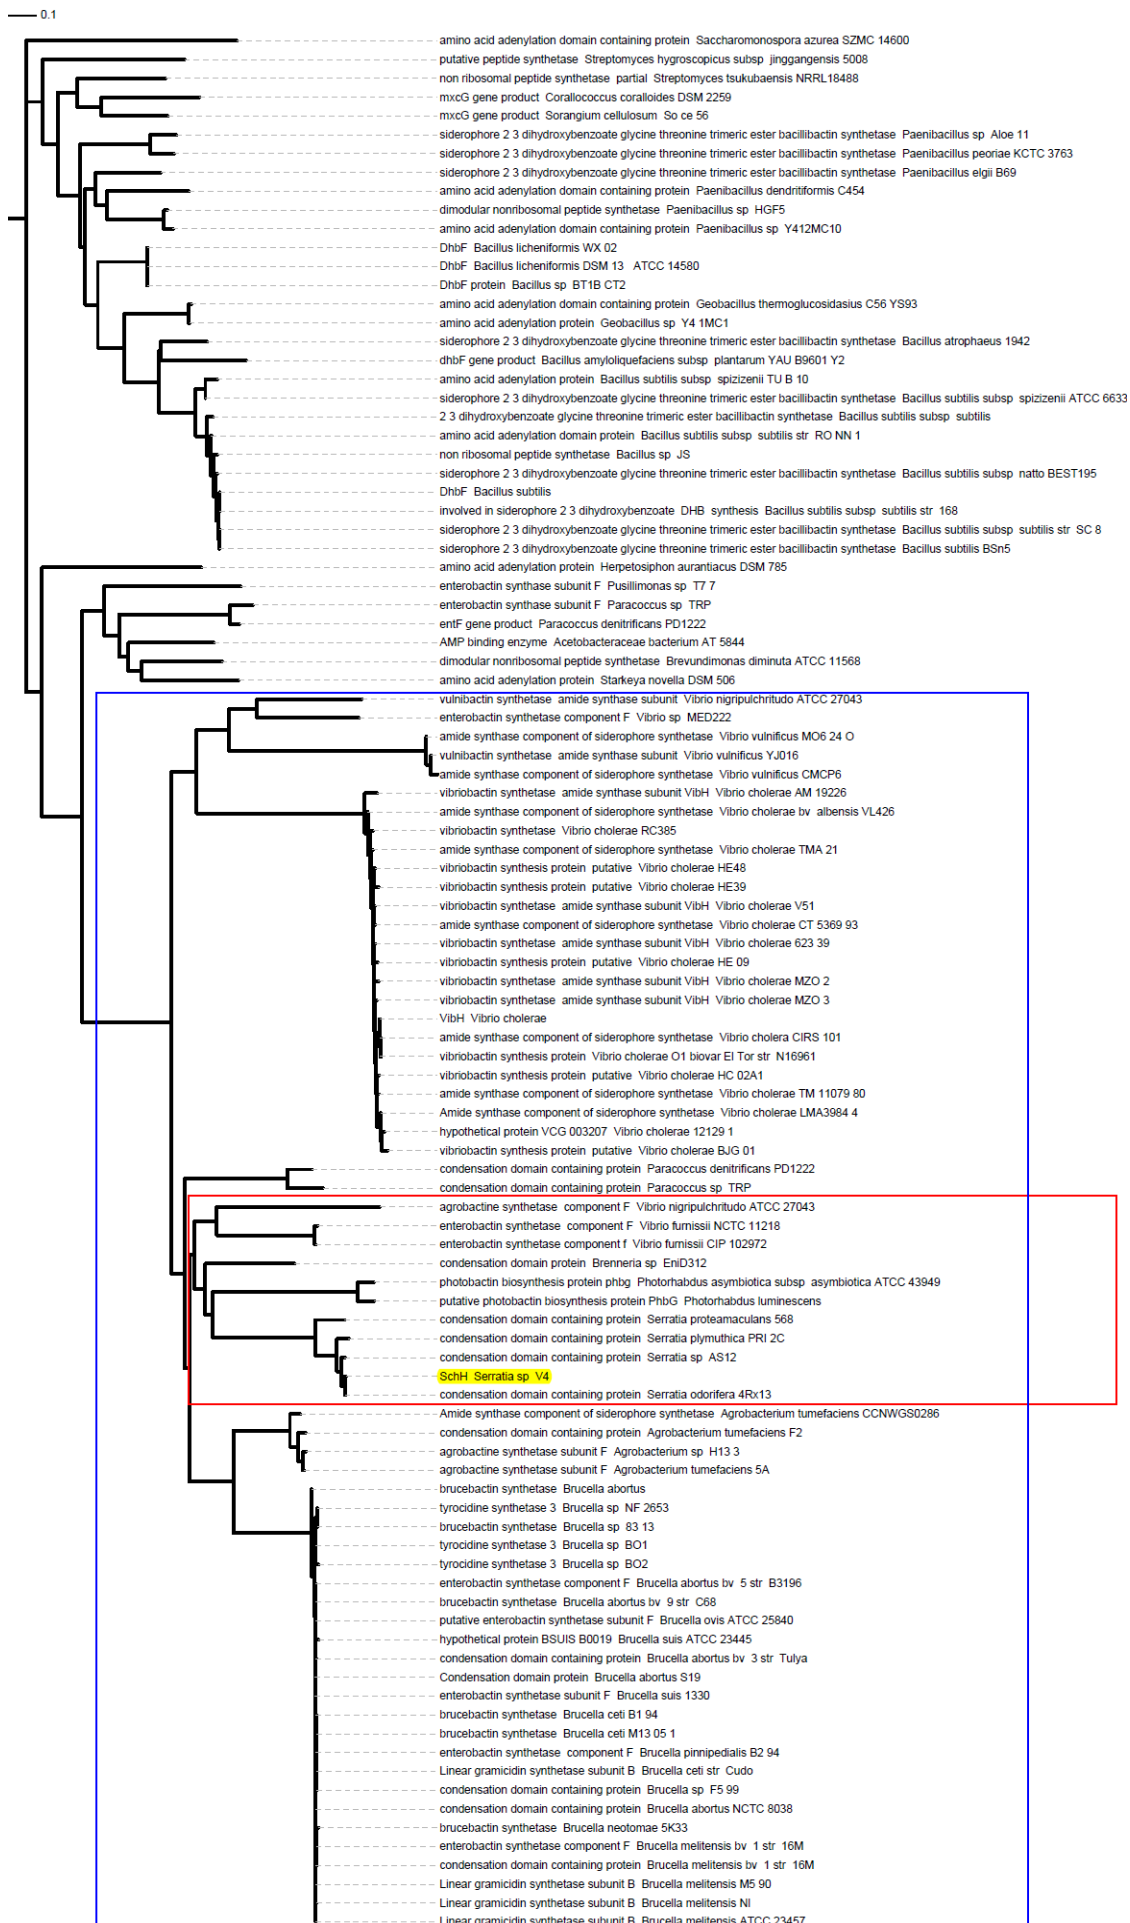 0.1
amino acid adenylation domain containing protein Saccharomonospora azurea SZMC 14600
putative peptide synthetase Streptomyces hygroscopicus subsp jinggangensis 5008
non ribosomal peptide synthetase partial Streptomyces tsukubaensis NRRL18488
mxcG gene product Corallococcus coralloides DSM 2259
mxcG gene product Sorangium cellulosum So ce 56
siderophore 2 3 dihydroxybenzoate glycine threonine trimeric ester bacillibactin synthetase Paenibacillus sp Aloe 11
siderophore 2 3 dihydroxybenzoate glycine threonine trimeric ester bacillibactin synthetase Paenibacillus peoriae KCTC 3763
siderophore 2 3 dihydroxybenzoate glycine threonine trimeric ester bacillibactin synthetase Paenibacillus elgii B69
amino acid adenylation domain containing protein Paenibacillus dendritiformis C454
dimodular nonribosomal peptide synthetase Paenibacillus sp HGF5
amino acid adenylation domain containing protein Paenibacillus sp Y412MC10
DhbF Bacillus licheniformis WX 02
DhbF Bacillus licheniformis DSM 13 ATCC 14580
DhbF protein Bacillus sp BT1B CT2
amino acid adenylation domain containing protein Geobacillus thermoglucosidasius C56 YS93
amino acid adenylation protein Geobacillus sp Y4 1MC1
siderophore 2 3 dihydroxybenzoate glycine threonine trimeric ester bacillibactin synthetase Bacillus atrophaeus 1942
dhbF gene product Bacillus amyloliquefaciens subsp plantarum YAU B9601 Y2
amino acid adenylation protein Bacillus subtilis subsp spizizenii TU B 10
siderophore 2 3 dihydroxybenzoate glycine threonine trimeric ester bacillibactin synthetase Bacillus subtilis subsp spizizenii ATCC 6633
2 3 dihydroxybenzoate glycine threonine trimeric ester bacillibactin synthetase Bacillus subtilis subsp subtilis
amino acid adenylation domain protein Bacillus subtilis subsp subtilis str RO NN 1
non ribosomal peptide synthetase Bacillus sp JS
siderophore 2 3 dihydroxybenzoate glycine threonine trimeric ester bacillibactin synthetase Bacillus subtilis subsp natto BEST195
DhbF Bacillus subtilis
involved in siderophore 2 3 dihydroxybenzoate DHB synthesis Bacillus subtilis subsp subtilis str 168
siderophore 2 3 dihydroxybenzoate glycine threonine trimeric ester bacillibactin synthetase Bacillus subtilis subsp subtilis str SC 8
siderophore 2 3 dihydroxybenzoate glycine threonine trimeric ester bacillibactin synthetase Bacillus subtilis BSn5
amino acid adenylation protein Herpetosiphon aurantiacus DSM 785
enterobactin synthase subunit F Pusillimonas sp T7 7
enterobactin synthase subunit F Paracoccus sp TRP
entF gene product Paracoccus denitrificans PD1222
AMP binding enzyme Acetobacteraceae bacterium AT 5844
dimodular nonribosomal peptide synthetase Brevundimonas diminuta ATCC 11568
amino acid adenylation protein Starkeya novella DSM 506
vulnibactin synthetase amide synthase subunit Vibrio nigripulchritudo ATCC 27043
enterobactin synthetase component F Vibrio sp MED222
amide synthase component of siderophore synthetase Vibrio vulnificus MO6 24 O
vulnibactin synthetase amide synthase subunit Vibrio vulnificus YJ016
amide synthase component of siderophore synthetase Vibrio vulnificus CMCP6
vibriobactin synthetase amide synthase subunit VibH Vibrio cholerae AM 19226
amide synthase component of siderophore synthetase Vibrio cholerae bv albensis VL426
vibriobactin synthetase Vibrio cholerae RC385
amide synthase component of siderophore synthetase Vibrio cholerae TMA 21
vibriobactin synthesis protein putative Vibrio cholerae HE48
vibriobactin synthesis protein putative Vibrio cholerae HE39
vibriobactin synthetase amide synthase subunit VibH Vibrio cholerae V51
amide synthase component of siderophore synthetase Vibrio cholerae CT 5369 93
vibriobactin synthetase amide synthase subunit VibH Vibrio cholerae 623 39
vibriobactin synthesis protein putative Vibrio cholerae HE 09
vibriobactin synthetase amide synthase subunit VibH Vibrio cholerae MZO 2
vibriobactin synthetase amide synthase subunit VibH Vibrio cholerae MZO 3
VibH Vibrio cholerae
amide synthase component of siderophore synthetase Vibrio cholera CIRS 101
vibriobactin synthesis protein Vibrio cholerae O1 biovar El Tor str N16961
vibriobactin synthesis protein putative Vibrio cholerae HC 02A1
amide synthase component of siderophore synthetase Vibrio cholerae TM 11079 80
Amide synthase component of siderophore synthetase Vibrio cholerae LMA3984 4
hypothetical protein VCG 003207 Vibrio cholerae 12129 1
vibriobactin synthesis protein putative Vibrio cholerae BJG 01
condensation domain containing protein Paracoccus denitrificans PD1222
condensation domain containing protein Paracoccus sp TRP
agrobactine synthetase component F Vibrio nigripulchritudo ATCC 27043
enterobactin synthetase component F Vibrio furnissii NCTC 11218
enterobactin synthetase component f Vibrio furnissii CIP 102972
condensation domain protein Brenneria sp EniD312
photobactin biosynthesis protein phbg Photorhabdus asymbiotica subsp asymbiotica ATCC 43949
putative photobactin biosynthesis protein PhbG Photorhabdus luminescens
condensation domain containing protein Serratia proteamaculans 568
condensation domain containing protein Serratia plymuthica PRI 2C
condensation domain containing protein Serratia sp AS12
SchH Serratia sp V4
condensation domain containing protein Serratia odorifera 4Rx13
Amide synthase component of siderophore synthetase Agrobacterium tumefaciens CCNWGS0286
condensation domain containing protein Agrobacterium tumefaciens F2
agrobactine synthetase subunit F Agrobacterium sp H13 3
agrobactine synthetase subunit F Agrobacterium tumefaciens 5A
brucebactin synthetase Brucella abortus
tyrocidine synthetase 3 Brucella sp NF 2653
brucebactin synthetase Brucella sp 83 13
tyrocidine synthetase 3 Brucella sp BO1
tyrocidine synthetase 3 Brucella sp BO2
enterobactin synthetase component F Brucella abortus bv 5 str B3196
brucebactin synthetase Brucella abortus bv 9 str C68
putative enterobactin synthetase subunit F Brucella ovis ATCC 25840
hypothetical protein BSUIS B0019 Brucella suis ATCC 23445
condensation domain containing protein Brucella abortus bv 3 str Tulya
Condensation domain protein Brucella abortus S19
enterobactin synthetase subunit F Brucella suis 1330
brucebactin synthetase Brucella ceti B1 94
brucebactin synthetase Brucella ceti M13 05 1
enterobactin synthetase component F Brucella pinnipedialis B2 94
Linear gramicidin synthetase subunit B Brucella ceti str Cudo
condensation domain containing protein Brucella sp F5 99
condensation domain containing protein Brucella abortus NCTC 8038
brucebactin synthetase Brucella neotomae 5K33
enterobactin synthetase component F Brucella melitensis bv 1 str 16M
condensation domain containing protein Brucella melitensis bv 1 str 16M
Linear gramicidin synthetase subunit B Brucella melitensis M5 90
Linear gramicidin synthetase subunit B Brucella melitensis NI
Linear gramicidin synthetase subunit B Brucella melitensis ATCC 23457